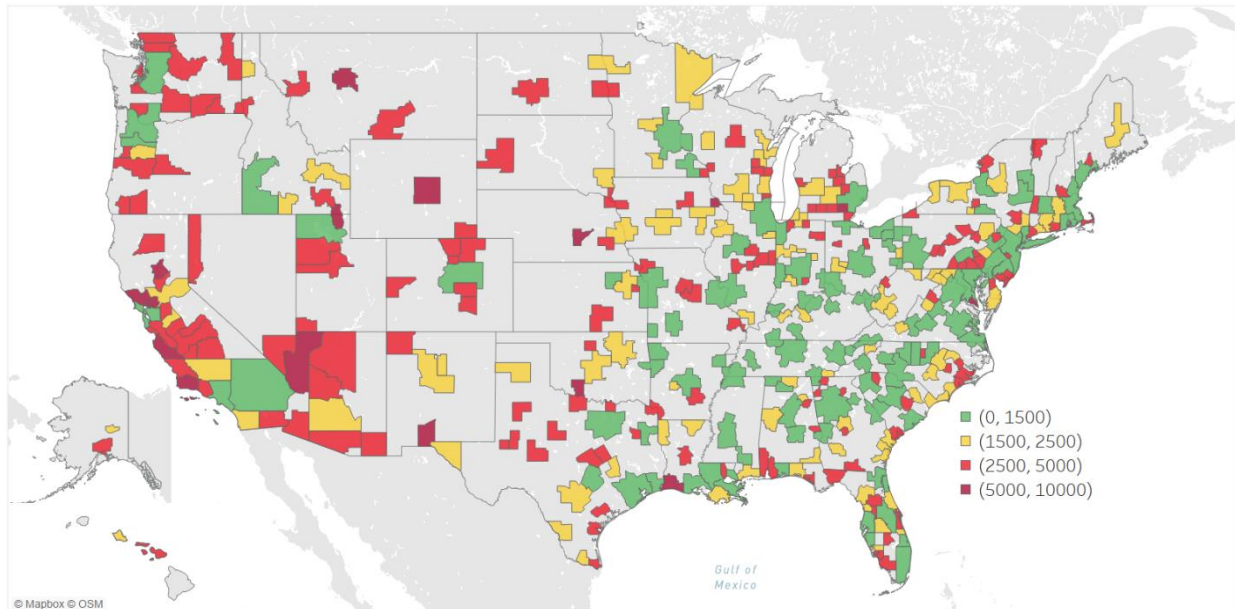 (0, 1500)
(1500, 2500)
(2500, 5000)
(5000, 10000)
Gulf of
Mexico
© Mapbox © OSM